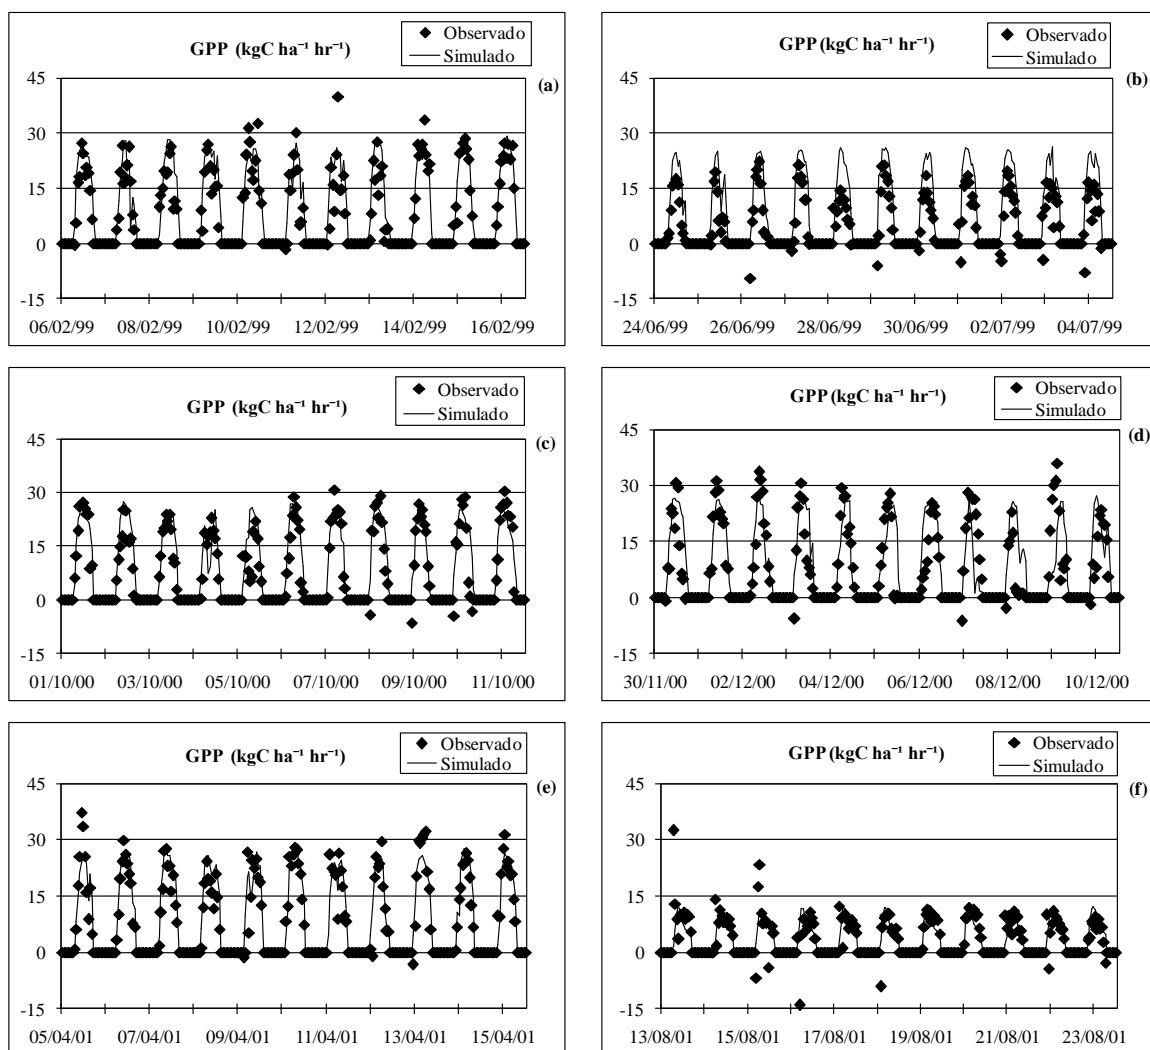 Observado
Simulado
GPP (kgC ha⁻¹ hr⁻¹)
(a)
45
30
15
0
-15
06/02/99 08/02/99 10/02/99 12/02/99 14/02/99 16/02/99
Observado
Simulado
GPP (kgC ha⁻¹ hr⁻¹)
(b)
45
30
15
0
-15
24/06/99 26/06/99 28/06/99 30/06/99 02/07/99 04/07/99
Observado
Simulado
GPP (kgC ha⁻¹ hr⁻¹)
(c)
45
30
15
0
-15
01/10/00 03/10/00 05/10/00 07/10/00 09/10/00 11/10/00
Observado
Simulado
GPP (kgC ha⁻¹ hr⁻¹)
(d)
45
30
15
0
-15
30/11/00 02/12/00 04/12/00 06/12/00 08/12/00 10/12/00
Observado
Simulado
GPP (kgC ha⁻¹ hr⁻¹)
(e)
45
30
15
0
-15
05/04/01 07/04/01 09/04/01 11/04/01 13/04/01 15/04/01
Observado
Simulado
GPP (kgC ha⁻¹ hr⁻¹)
(f)
45
30
15
0
-15
13/08/01 15/08/01 17/08/01 19/08/01 21/08/01 23/08/01